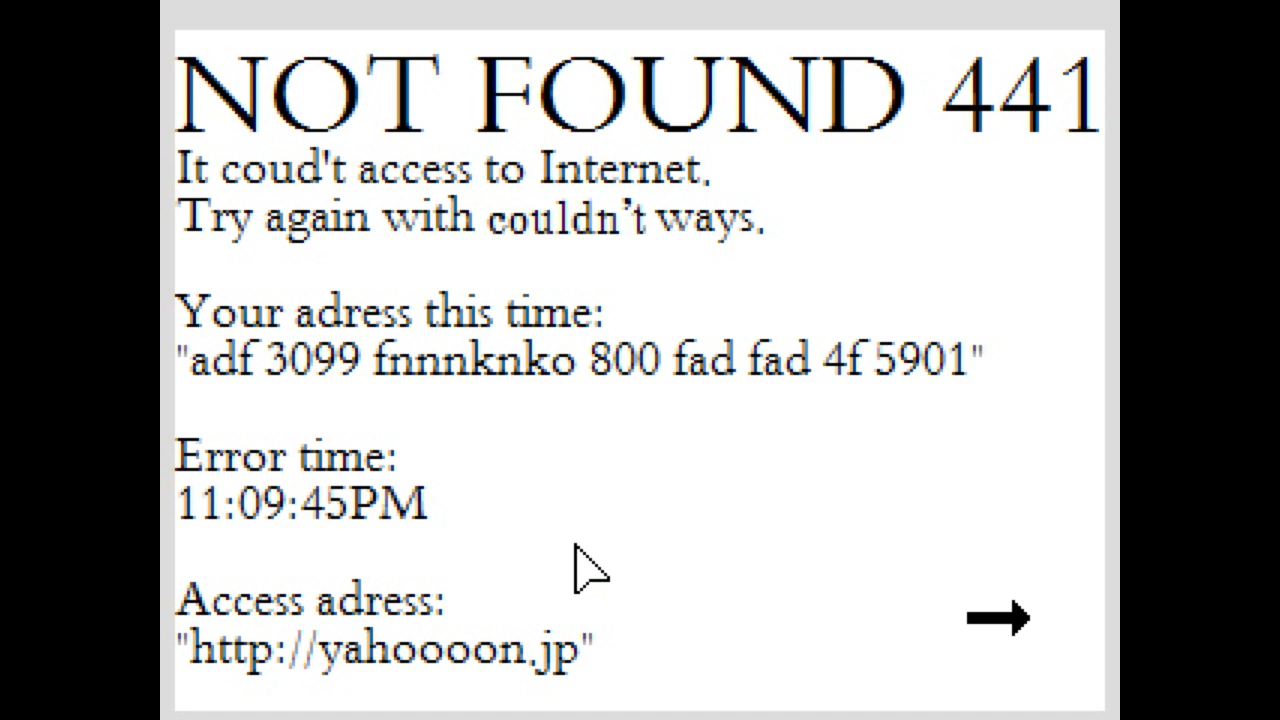 NOT FOUND 441
It coud't access to Internet.
Try again with couldn’t ways.
Your adress this time:
"adf 3099 fnnnknko 800 fad fad 4f 5901"
Error time:
11:09:45PM
Access adress:
"http://yahoooon.jp"